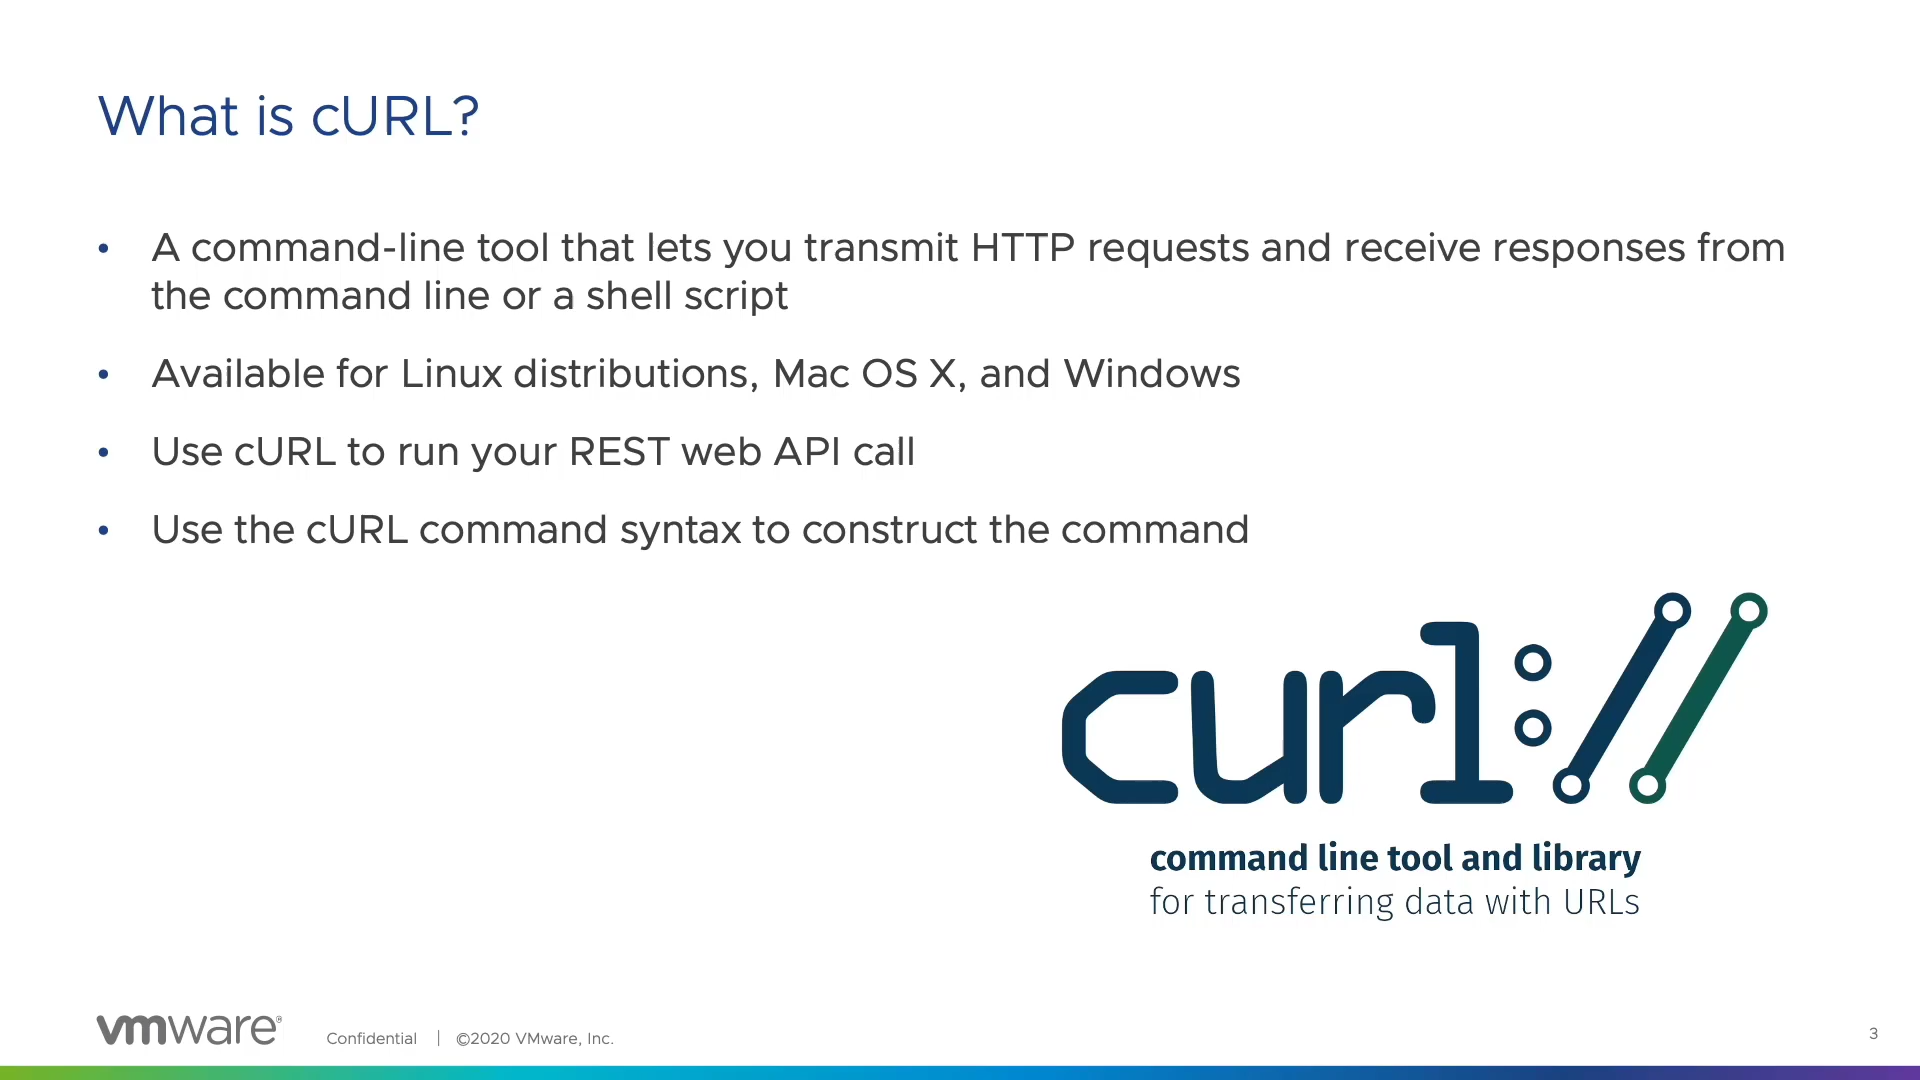 What is cURL?
• A command-line tool that lets you transmit HTTP requests and receive responses from
the command line or a shell script
• Available for Linux distributions, Mac OS X, and Windows
• Use cURL to run your REST web API call
• Use the cURL command syntax to construct the command
curl://
command line tool and library
for transferring data with URLs
vmware® Confidential | ©2020 VMware, Inc.
3